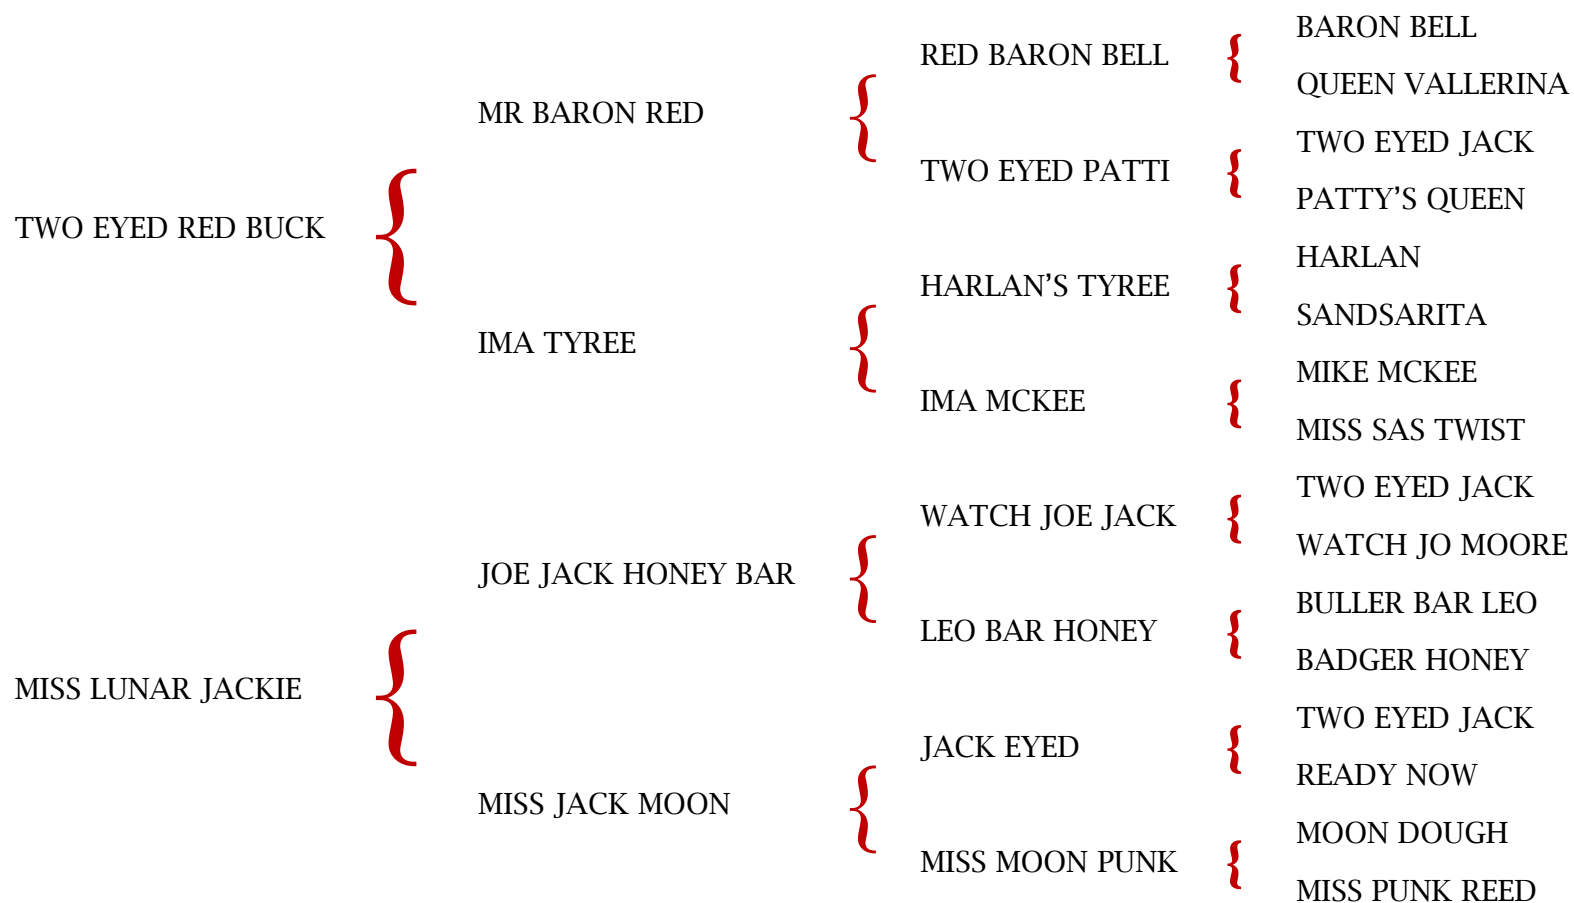 TWO EYED RED BUCK
MISS LUNAR JACKIE
MR BARON RED
IMA TYREE
JOE JACK HONEY BAR
MISS JACK MOON
RED BARON BELL
TWO EYED PATTI
HARLAN’S TYREE
IMA MCKEE
WATCH JOE JACK
LEO BAR HONEY
JACK EYED
MISS MOON PUNK
BARON BELL
QUEEN VALLERINA
TWO EYED JACK
PATTY’S QUEEN
HARLAN
SANDSARITA
MIKE MCKEE
MISS SAS TWIST
TWO EYED JACK
WATCH JO MOORE
BULLER BAR LEO
BADGER HONEY
TWO EYED JACK
READY NOW
MOON DOUGH
MISS PUNK REED